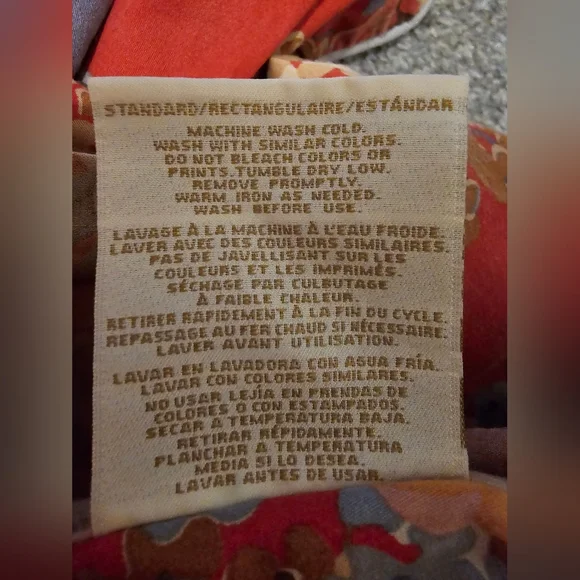 STANDARD/RECTANGULAIRE/ESTÁNDAR
MACHINE WASH COLD.
WASH WITH SIMILAR COLORS.
DO NOT BLEACH COLORS OR
PRINTS.TUMBLE DRY LOW.
REMOVE PROMPTLY.
WARM IRON AS NEEDED.
WASH BEFORE USE.
LAVAGE À LA MACHINE À L'EAU FROIDE.
LAVER AVEC DES COULEURS SIMILAIRES.
PAS DE JAVELLISANT SUR LES
COULEURS ET LES IMPRIMÉS.
SÉCHAGE PAR CULBUTAGE
À FAIBLE CHALEUR.
RETIRER RAPIDEMENT À LA FIN DU CYCLE.
REPASSAGE AU FER CHAUD SI NÉCESSAIRE.
LAVER AVANT UTILISATION.
LAVAR EN LAVADORA CON AGUA FRÍA.
LAVAR CON COLORES SIMILARES.
NO USAR LEJÍA EN PRENDAS DE
COLORES O CON ESTAMPADOS.
SECAR A TEMPERATURA BAJA.
RETIRAR RÉPIDAMENTE.
PLANCHAR A TEMPERATURA
MEDIA SI LO DESEA.
LAVAR ANTES DE USAR.